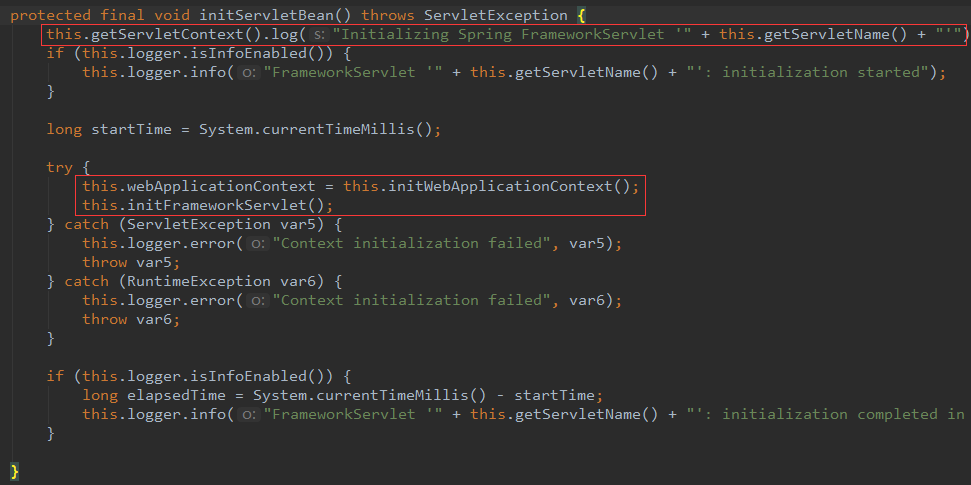 protected final void initServletBean() throws ServletException {
    this.getServletContext().log( s: "Initializing Spring FrameworkServlet '" + this.getServletName() + "'")
    if (this.logger.isInfoEnabled()) {
        this.logger.info( o: "FrameworkServlet '" + this.getServletName() + "': initialization started");
    }
    long startTime = System.currentTimeMillis();
    try {
        this.webApplicationContext = this.initWebApplicationContext();
        this.initFrameworkServlet();
    } catch (ServletException var5) {
        this.logger.error( o: "Context initialization failed", var5);
        throw var5;
    } catch (RuntimeException var6) {
        this.logger.error( o: "Context initialization failed", var6);
        throw var6;
    }
    if (this.logger.isInfoEnabled()) {
        long elapsedTime = System.currentTimeMillis() - startTime;
        this.logger.info( o: "FrameworkServlet '" + this.getServletName() + "': initialization completed in
    }
}